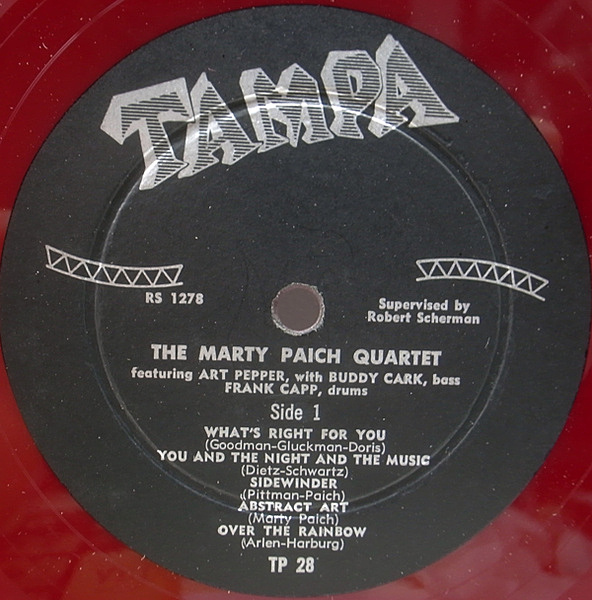 TAMPA
RS 1278
Supervised by
Robert Scherman
THE MARTY PAICH QUARTET
featuring ART PEPPER, with BUDDY CARK, bass
FRANK CAPP, drums
Side 1
WHAT'S RIGHT FOR YOU
(Goodman-Gluckman-Doris)
YOU AND THE NIGHT AND THE MUSIC
(Dietz-Schwartz)
SIDEWINDER
(Pittman-Paich)
ABSTRACT ART
(Marty Paich)
OVER THE RAINBOW
(Arlen-Harburg)
TP 28